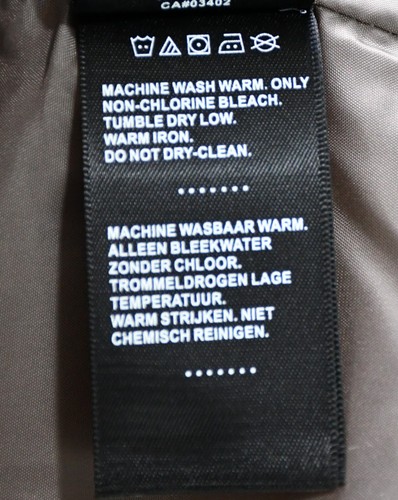 CA#03402
MACHINE WASH WARM. ONLY
NON-CHLORINE BLEACH.
TUMBLE DRY LOW.
WARM IRON.
DO NOT DRY-CLEAN.
MACHINE WASBAAR WARM.
ALLEEN BLEEKWATER
ZONDER CHLOOR.
TROMMELDROGEN LAGE
TEMPERATUUR.
WARM STRIJKEN. NIET
CHEMISCH REINIGEN.